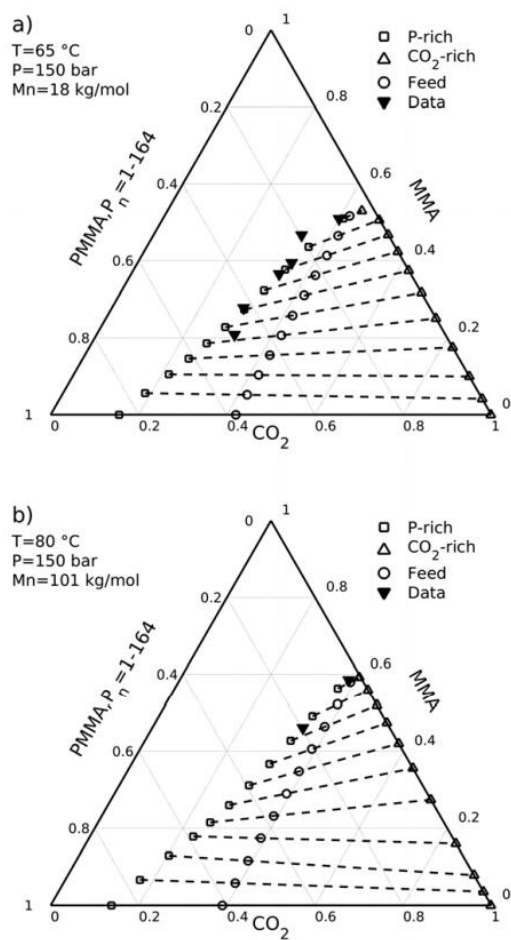 a)
T=65 °C
P=150 bar
Mn=18 kg/mol
P-rich
CO2-rich
Feed
Data
0
1
0.2
0.8
0.4
0.6
0.6
0.4
0.8
0.2
1
0
PMMA,Pn=1-164
MMA
0
0.2
0.4
0.6
0.8
1
CO2
b)
T=80 °C
P=150 bar
Mn=101 kg/mol
P-rich
CO2-rich
Feed
Data
0
1
0.2
0.8
0.4
0.6
0.6
0.4
0.8
0.2
1
0
PMMA,Pn=1-164
MMA
0
0.2
0.4
0.6
0.8
1
CO2